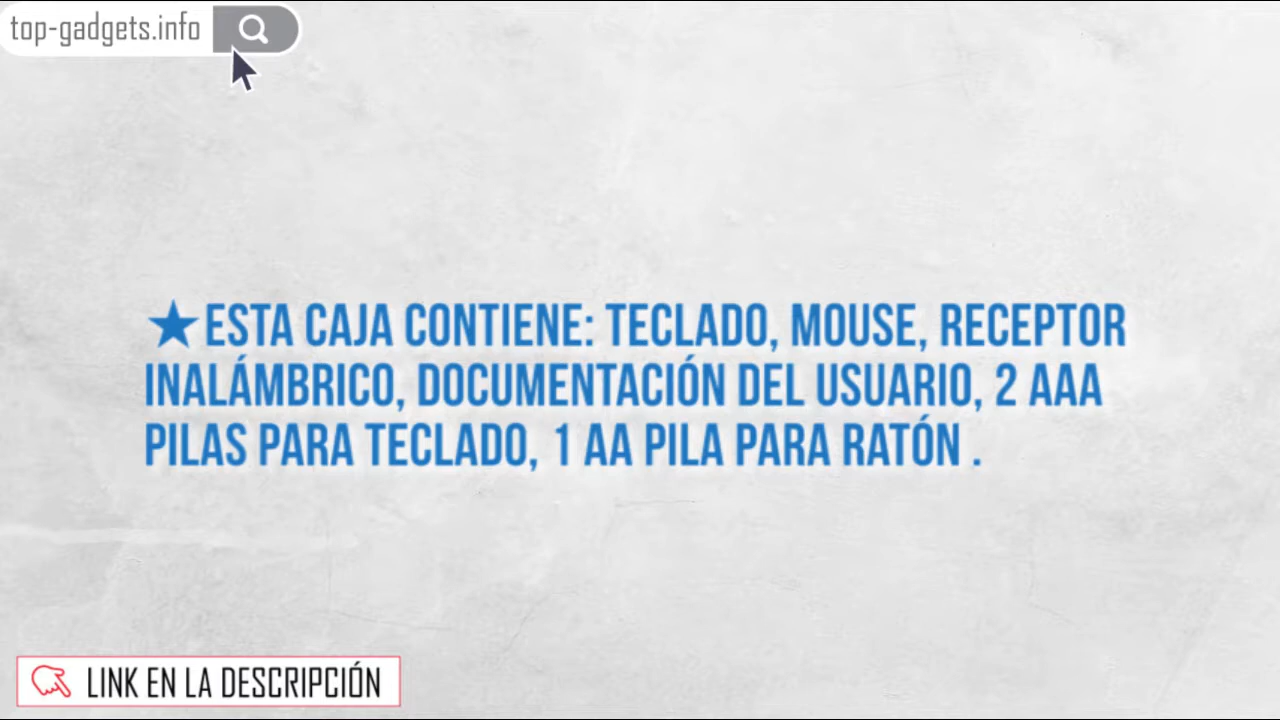 top-gadgets.info
★ESTA CAJA CONTIENE: TECLADO, MOUSE, RECEPTOR
INALÁMBRICO, DOCUMENTACIÓN DEL USUARIO, 2 AAA
PILAS PARA TECLADO, 1 AA PILA PARA RATÓN .
LINK EN LA DESCRIPCIÓN